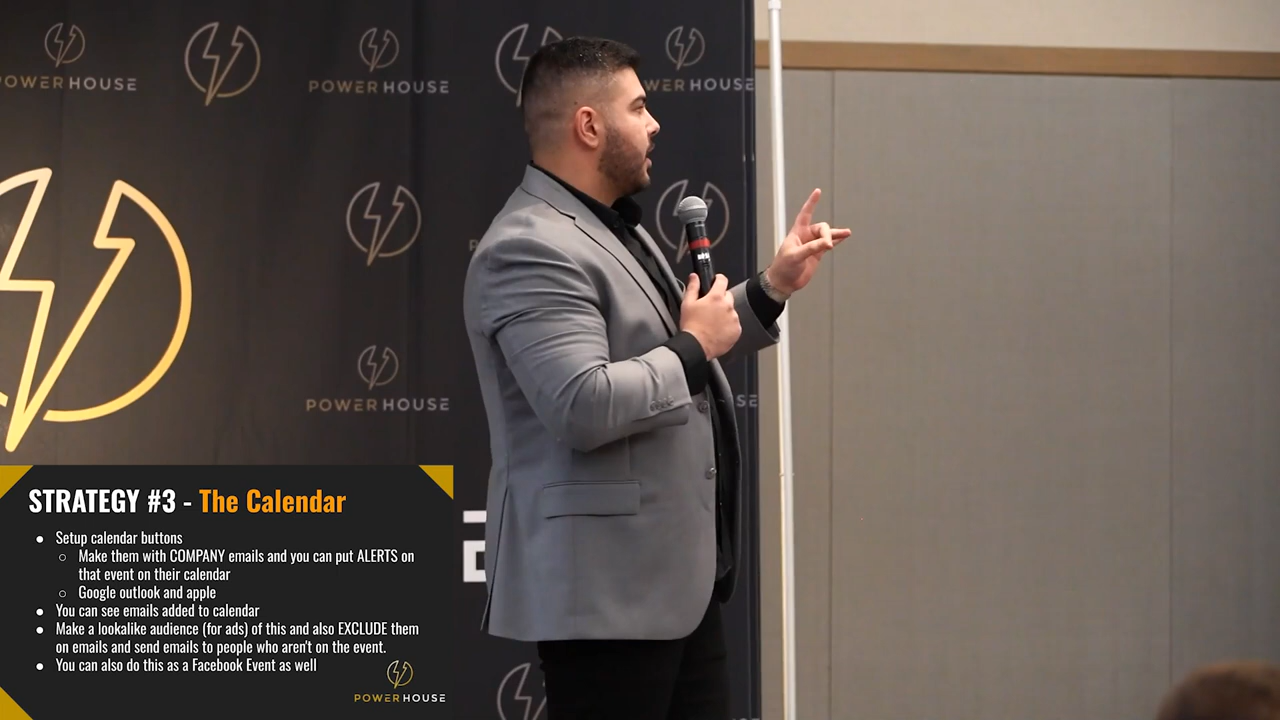 POWERHOUSE
POWERHOUSE
WERHOUSE
POWERHOUSE
SE
STRATEGY #3 - The Calendar
● Setup calendar buttons
○ Make them with COMPANY emails and you can put ALERTS on
that event on their calendar
○ Google outlook and apple
● You can see emails added to calendar
● Make a lookalike audience (for ads) of this and also EXCLUDE them
on emails and send emails to people who aren't on the event.
● You can also do this as a Facebook Event as well
POWERHOUSE